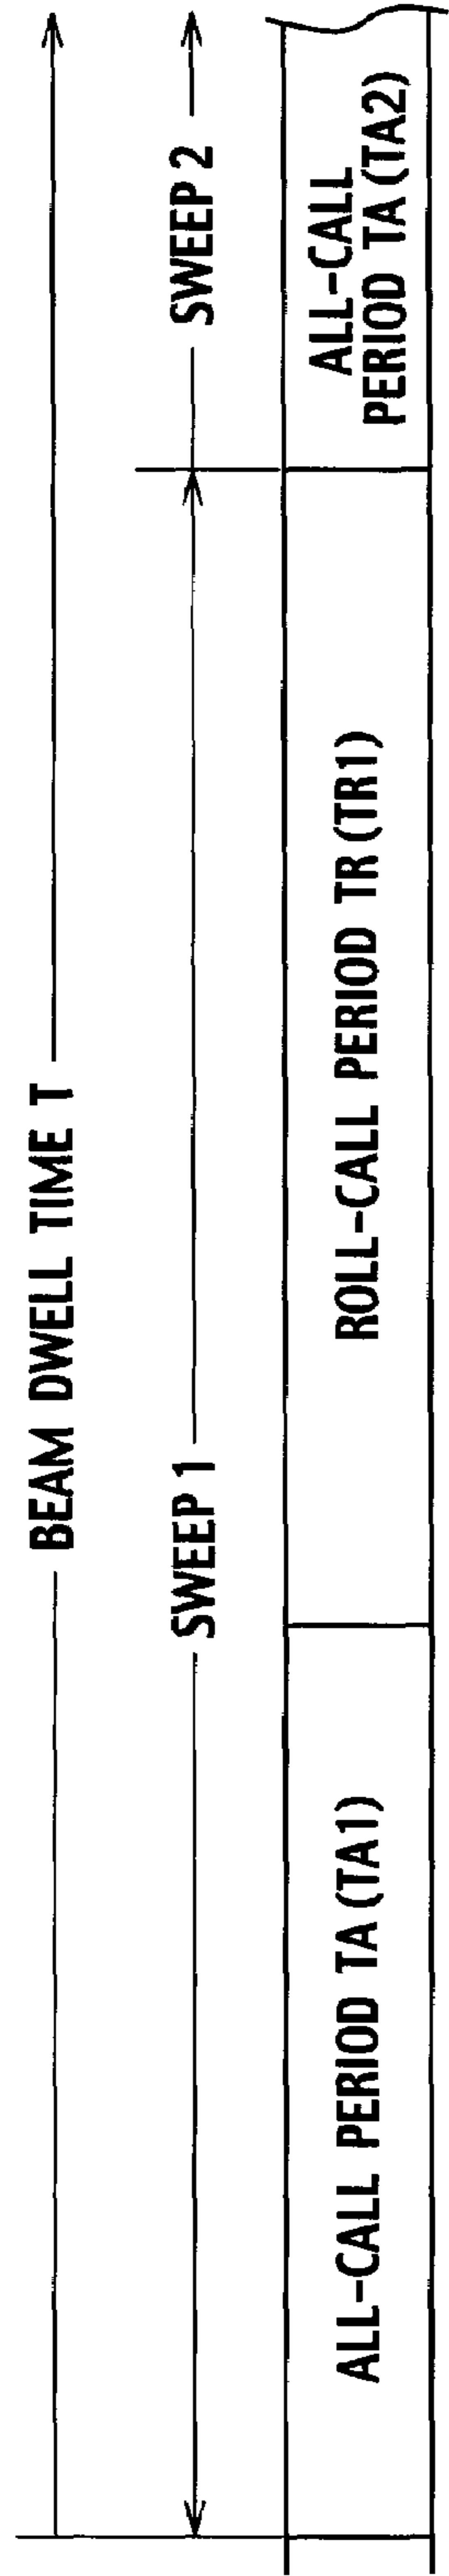 BEAM DWELL TIME T
SWEEP 1
SWEEP 2
ALL-CALL PERIOD TA (TA1)
ROLL-CALL PERIOD TR (TR1)
ALL-CALL
PERIOD TA (TA2)